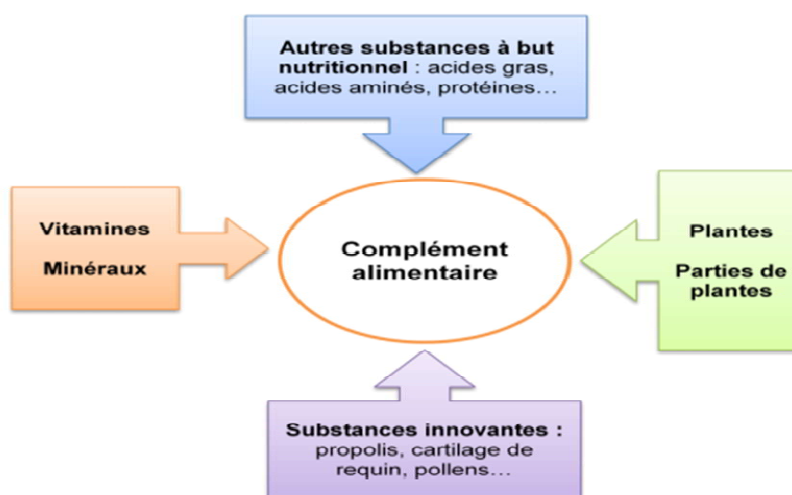 Autres substances à but
nutritionnel : acides gras,
acides aminés, protéines...
Vitamines
Minéraux
Complément
alimentaire
Plantes
Parties de
plantes
Substances innovantes :
propolis, cartilage de
requin, pollens...